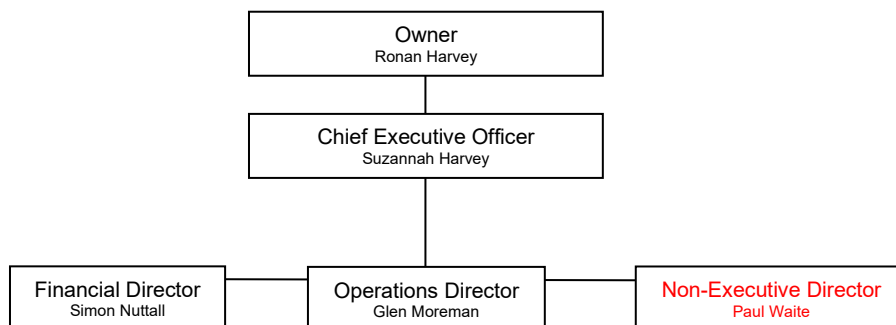 Owner
Ronan Harvey
Chief Executive Officer
Suzannah Harvey
Financial Director
Simon Nuttall
Operations Director
Glen Moreman
Non-Executive Director
Paul Waite